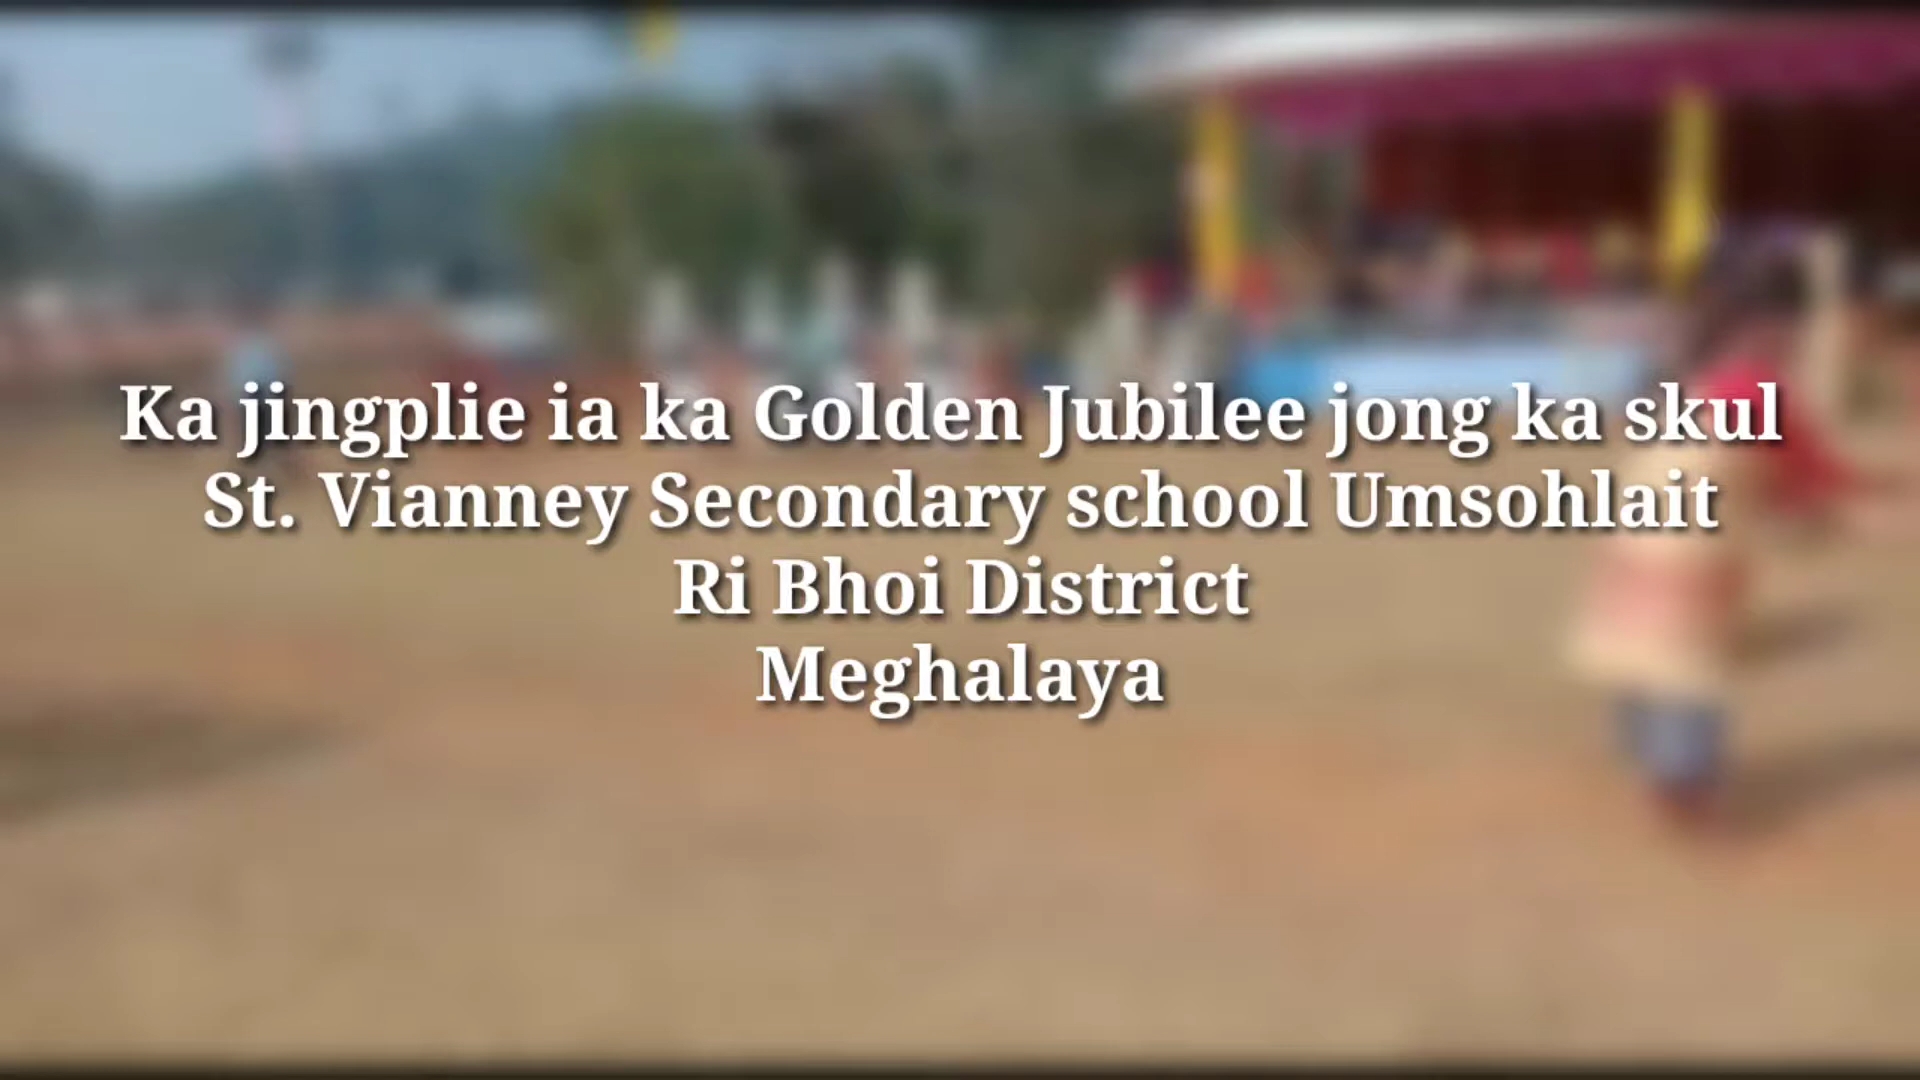 Ka jingplie ia ka Golden Jubilee jong ka skul
St. Vianney Secondary school Umsohlait
Ri Bhoi District
Meghalaya